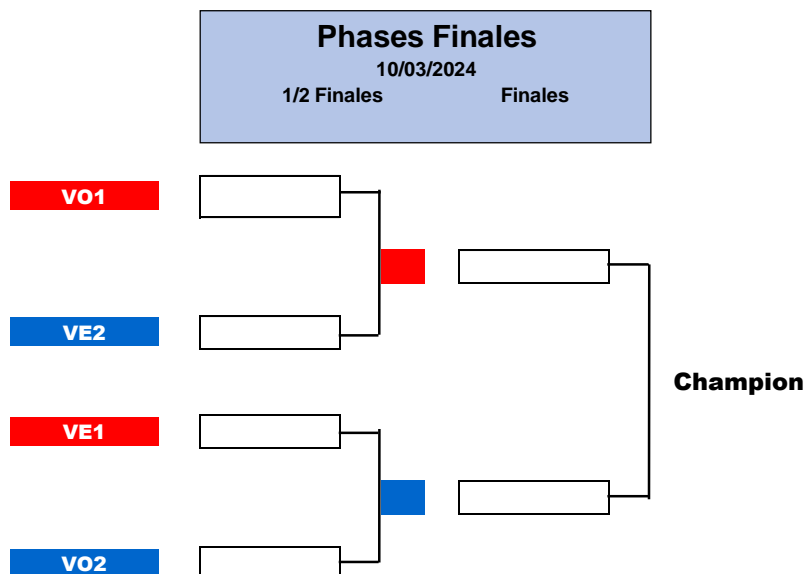 Phases Finales
10/03/2024
1/2 Finales Finales
VO1
VE2
Champion
VE1
VO2